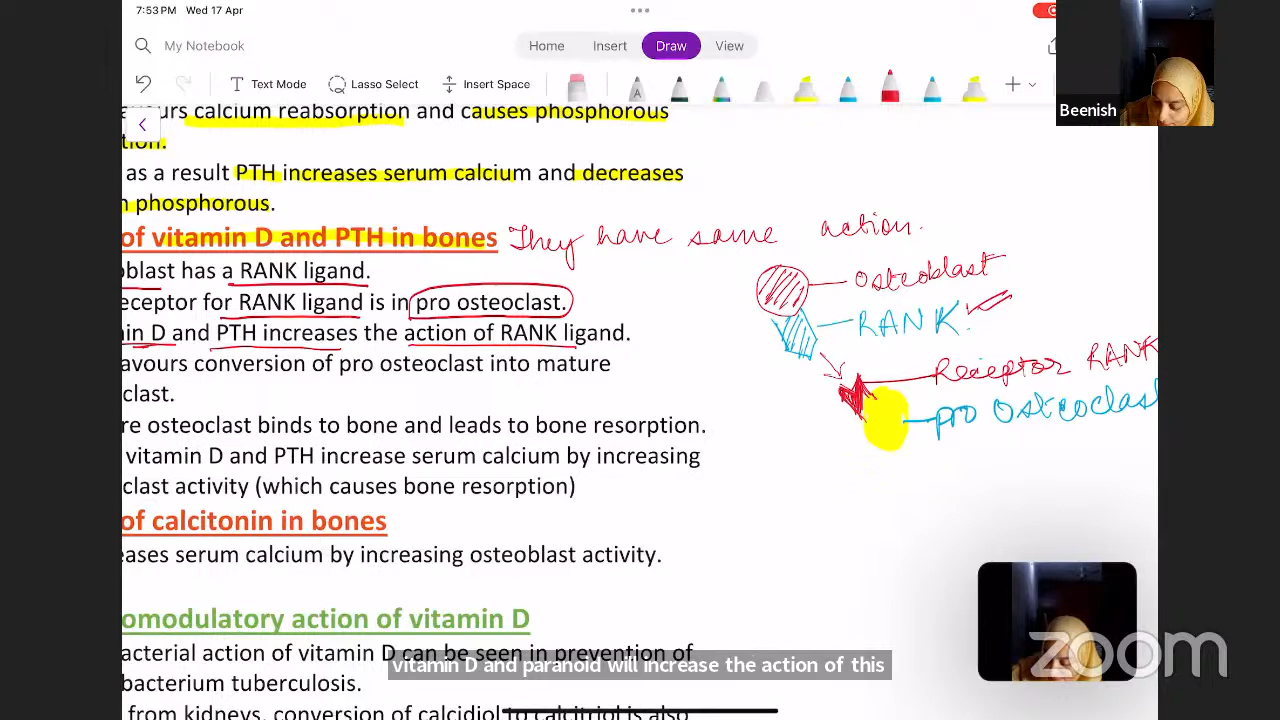 7:53 PM Wed 17 Apr
My Notebook
Home Insert Draw View
Text Mode Lasso Select Insert Space
Beenish
avours calcium reabsorption and causes phosphorous
tion.
as a result PTH increases serum calcium and decreases
phosphorous.
of vitamin D and PTH in bones They have same action.
oblast has a RANK ligand. Osteoblast
eceptor for RANK ligand is in pro osteoclast. RANK.
min D and PTH increases the action of RANK ligand.
avours conversion of pro osteoclast into mature Receptor RANK
clast. pro Osteoclast
re osteoclast binds to bone and leads to bone resorption.
vitamin D and PTH increase serum calcium by increasing
clast activity (which causes bone resorption)
of calcitonin in bones
eases serum calcium by increasing osteoblast activity.
omodulatory action of vitamin D
acterial action of vitamin D can be seen in prevention of
vitamin D and paranoid will increase the action of this
bacterium tuberculosis.
from kidneys, conversion of calcidiol to calcitriol is also
zoom